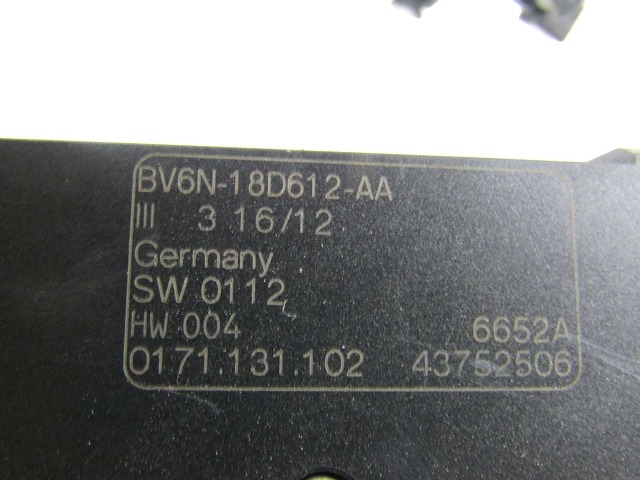 BV6N-18D612-AA
III 3 16/12
Germany
SW 0112
HW 004 6652A
0171.131.102 43752506